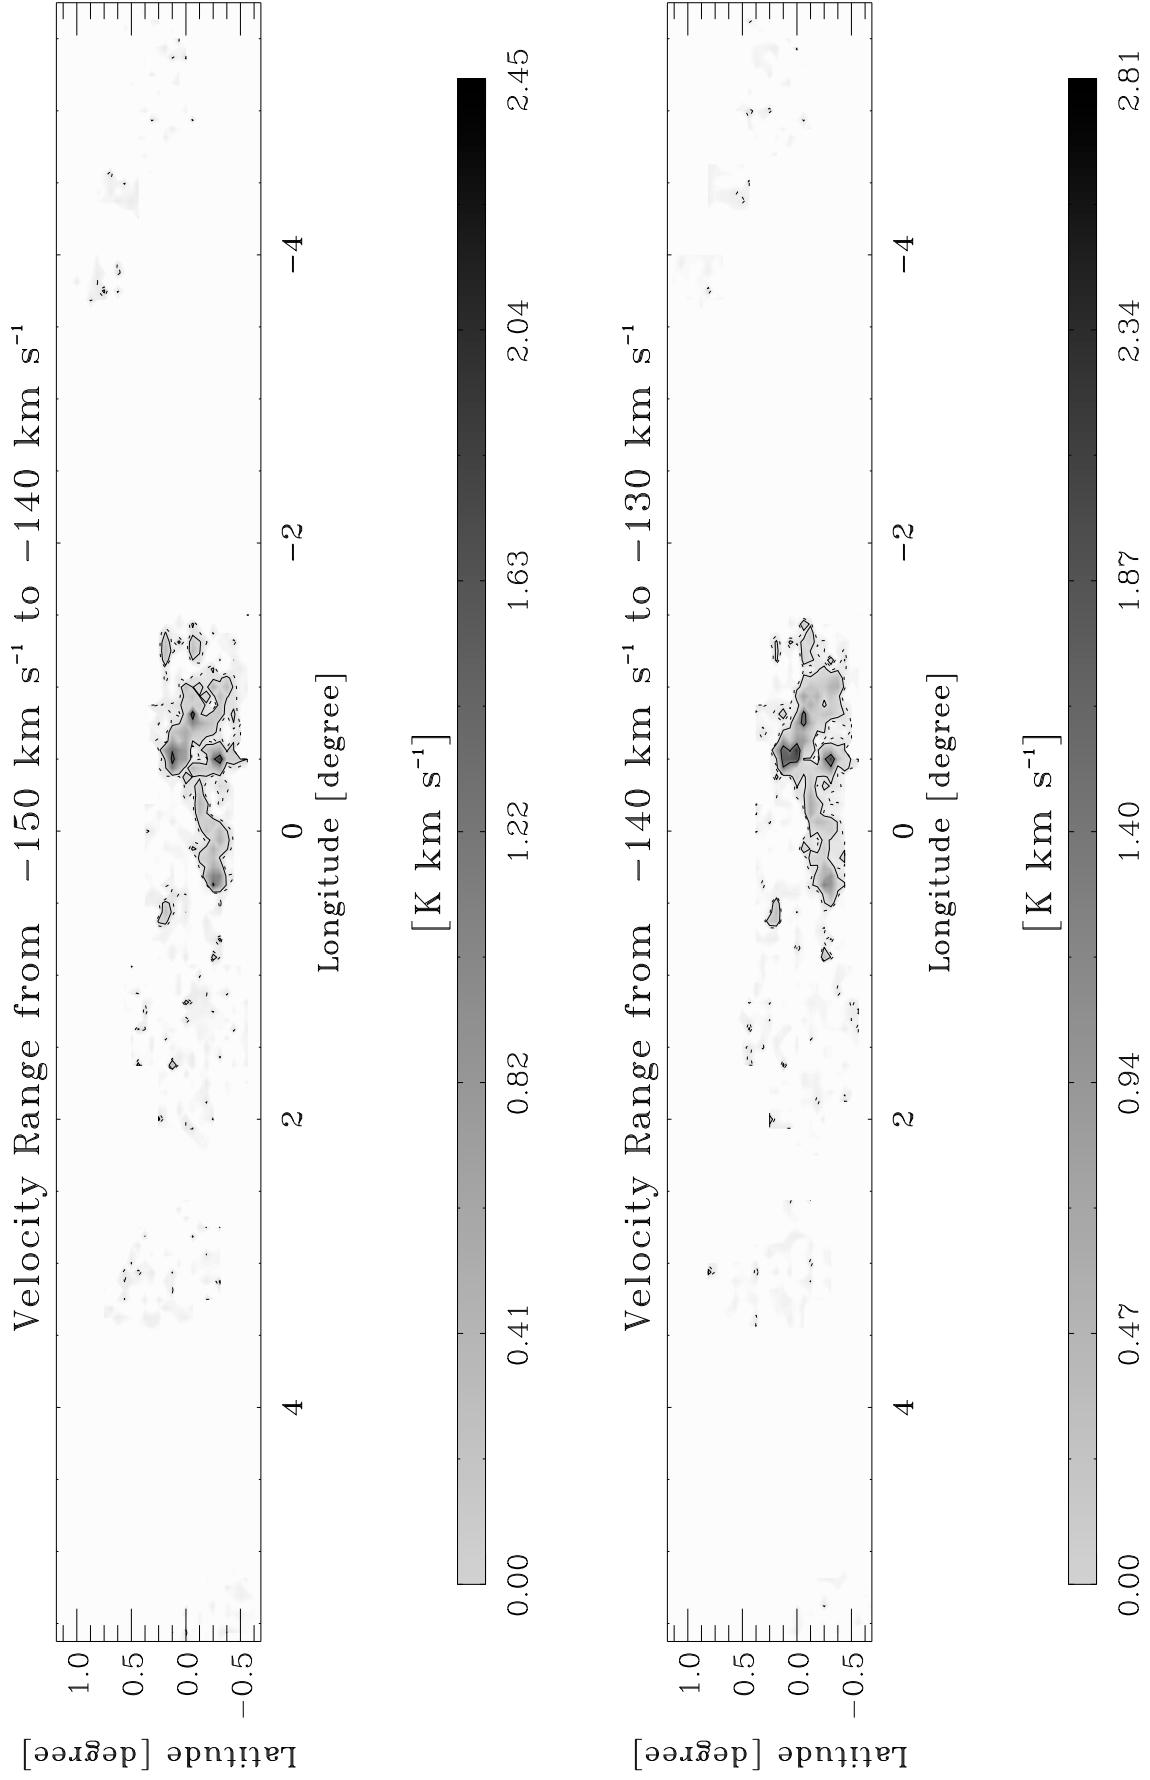 Velocity Range from −150 km s⁻¹ to −140 km s⁻¹
1.0
0.5
0.0
−0.5
Latitude [degree]
4 2 0 −2 −4
Longitude [degree]
[K km s⁻¹]
0.00 0.41 0.82 1.22 1.63 2.04 2.45
Velocity Range from −140 km s⁻¹ to −130 km s⁻¹
1.0
0.5
0.0
−0.5
Latitude [degree]
4 2 0 −2 −4
Longitude [degree]
[K km s⁻¹]
0.00 0.47 0.94 1.40 1.87 2.34 2.81